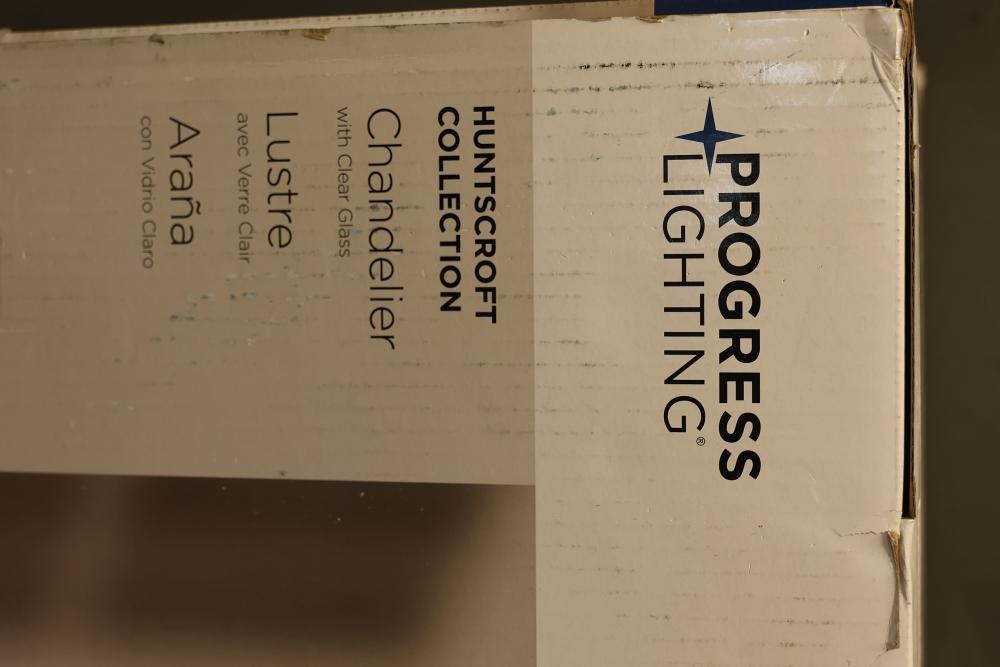 PROGRESS
LIGHTING®
HUNTSCROFT
COLLECTION
Chandelier
with Clear Glass
Lustre
avec Verre Clair
Araña
con Vidrio Claro